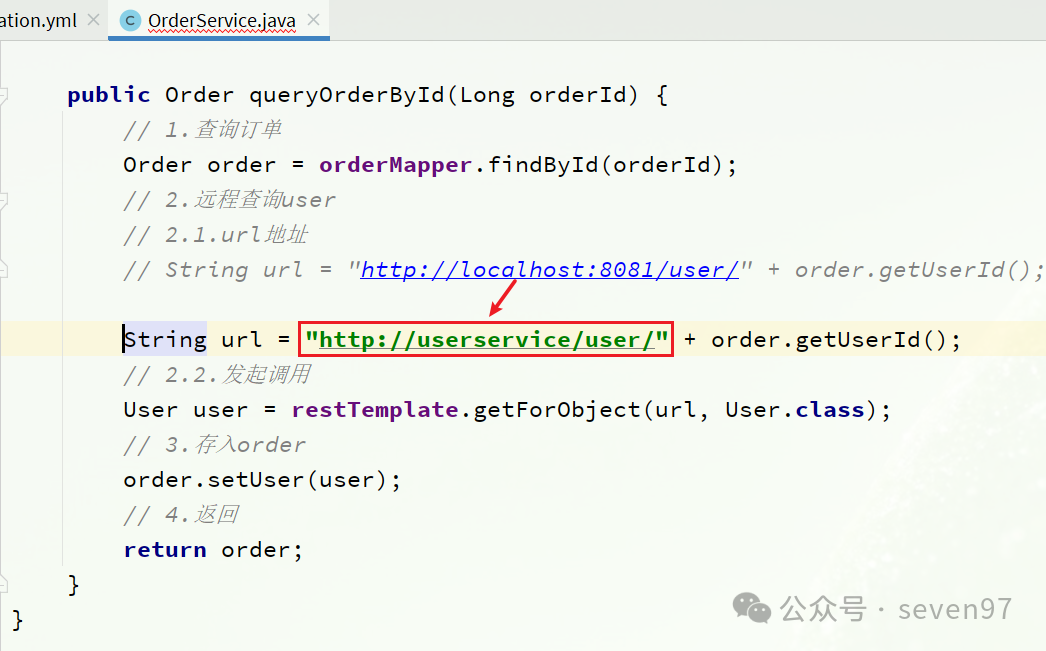 ation.yml × C OrderService.java ×
public Order queryOrderById(Long orderId) {
// 1.查询订单
Order order = orderMapper.findById(orderId);
// 2.远程查询user
// 2.1.url地址
// String url = "http://localhost:8081/user/" + order.getUserId();
String url = "http://userservice/user/" + order.getUserId();
// 2.2.发起调用
User user = restTemplate.getForObject(url, User.class);
// 3.存入order
order.setUser(user);
// 4.返回
return order;
}
}
公众号 · seven97